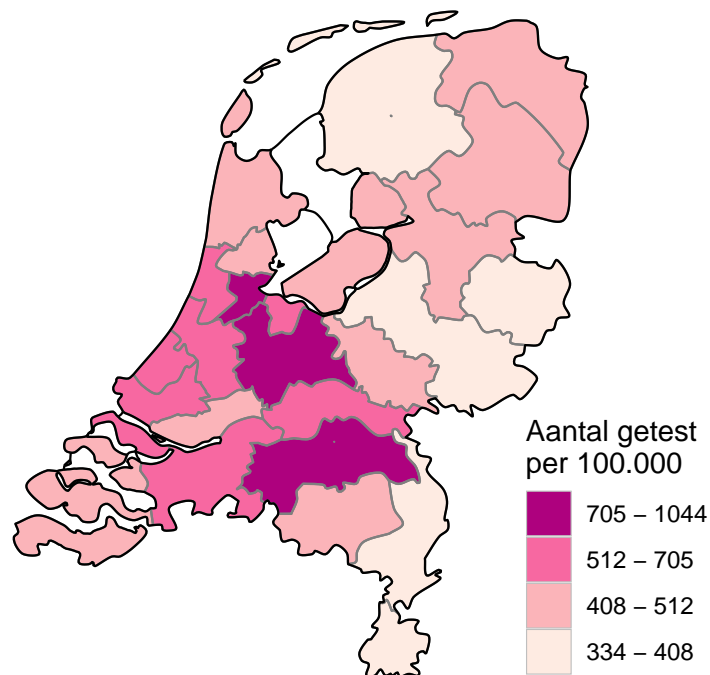 Aantal getest
per 100.000
705 – 1044
512 – 705
408 – 512
334 – 408